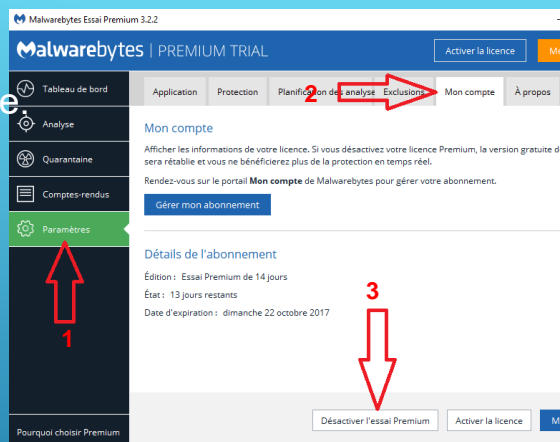 Malwarebytes Essai Premium 3.2.2
Malwarebytes | PREMIUM TRIAL
Activer la licence
Tableau de bord
Analyse
Quarantaine
Comptes-rendus
Paramètres
Pourquoi choisir Premium
e.
1
2
Application Protection Planification des analyse Exclusions Mon compte À propos
Mon compte
Afficher les informations de votre licence. Si vous désactivez votre licence Premium, la version gratuite de
sera rétablie et vous ne bénéficierez plus de la protection en temps réel.
Rendez-vous sur le portail Mon compte de Malwarebytes pour gérer votre abonnement.
Gérer mon abonnement
Détails de l'abonnement
Édition : Essai Premium de 14 jours
État : 13 jours restants
Date d'expiration : dimanche 22 octobre 2017
3
Désactiver l'essai Premium Activer la licence